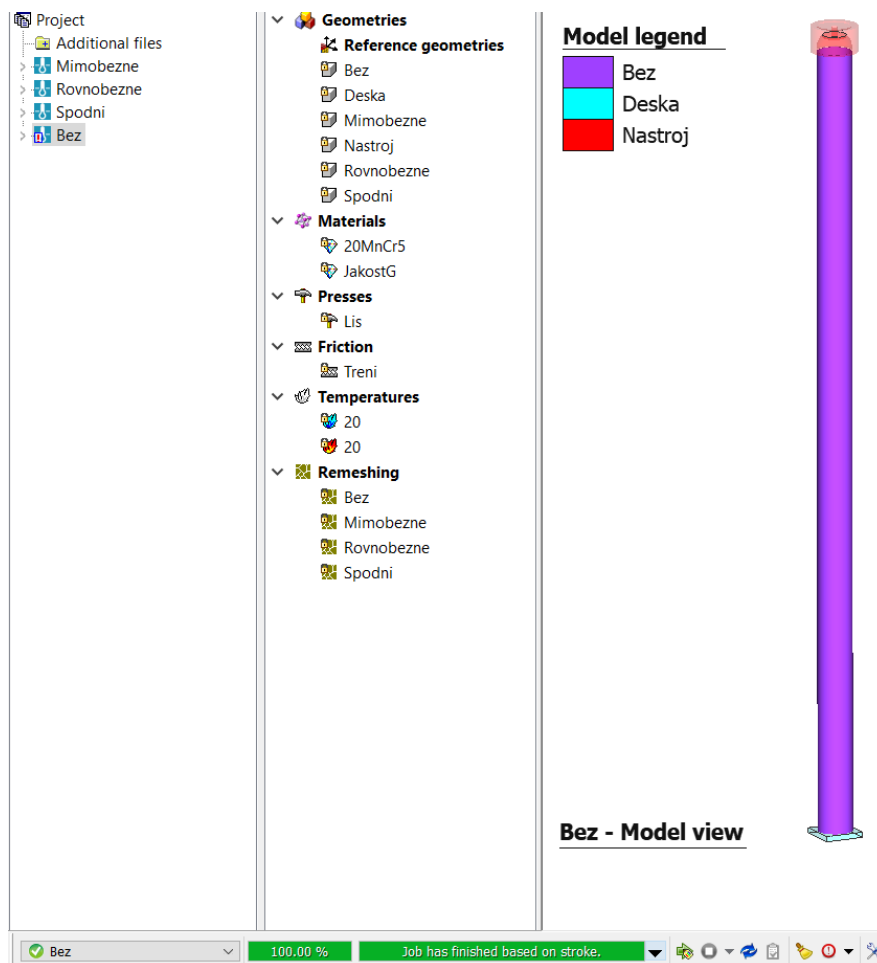 Project
Additional files
Mimobezne
Rovnobezne
Spodni
Bez
Geometries
Reference geometries
Bez
Deska
Mimobezne
Nastroj
Rovnobezne
Spodni
Materials
20MnCr5
JakostG
Presses
Lis
Friction
Treni
Temperatures
20
20
Remeshing
Bez
Mimobezne
Rovnobezne
Spodni
Model legend
Bez
Deska
Nastroj
Bez - Model view
Bez
100.00 %
Job has finished based on stroke.